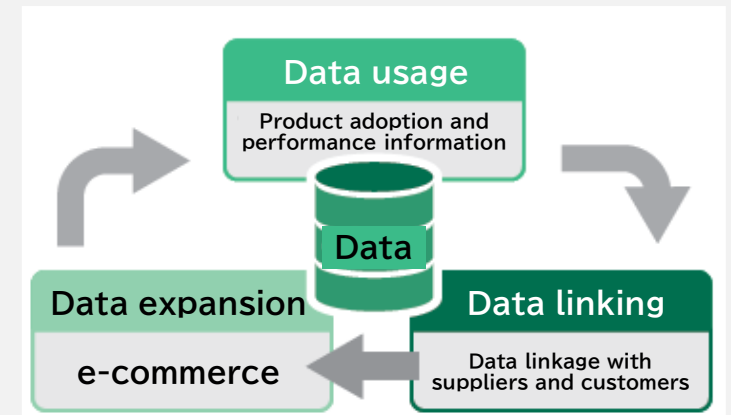 Data usage
Product adoption and
performance information
Data
Data expansion
e-commerce
Data linking
Data linkage with
suppliers and customers